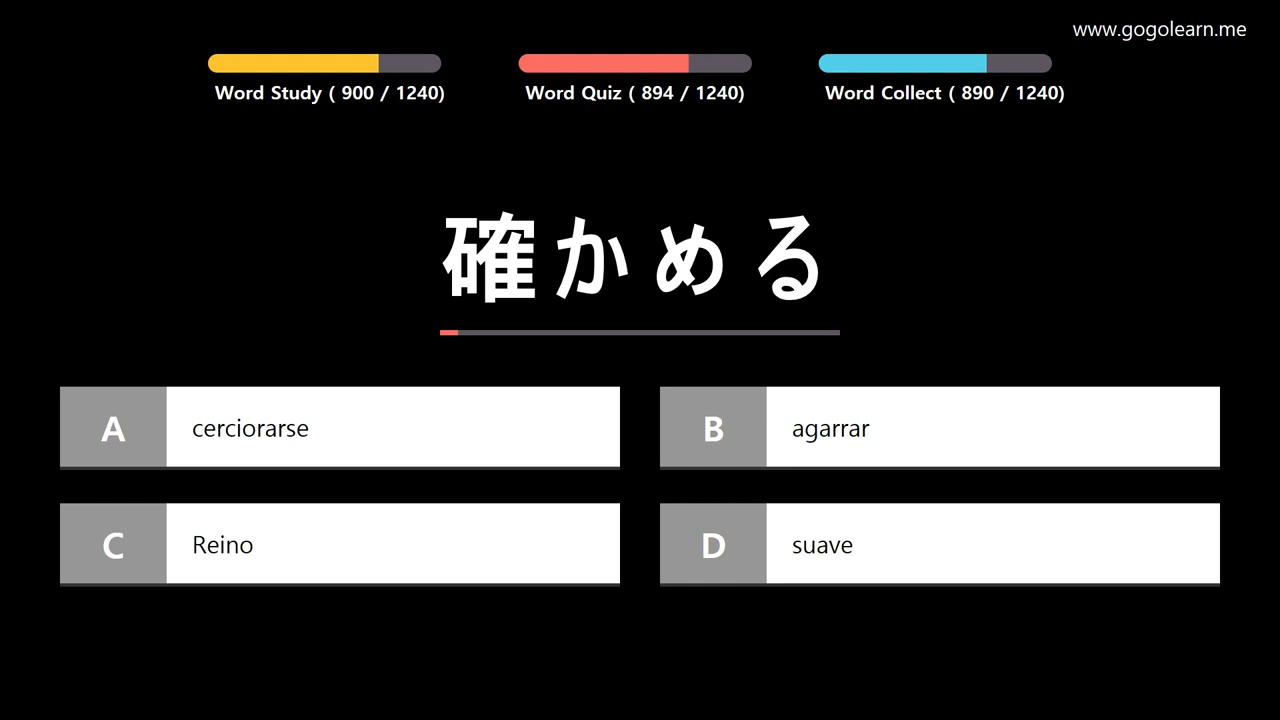 www.gogolearn.me
Word Study ( 900 / 1240)
Word Quiz ( 894 / 1240)
Word Collect ( 890 / 1240)
確かめる
A cerciorarse
B agarrar
C Reino
D suave